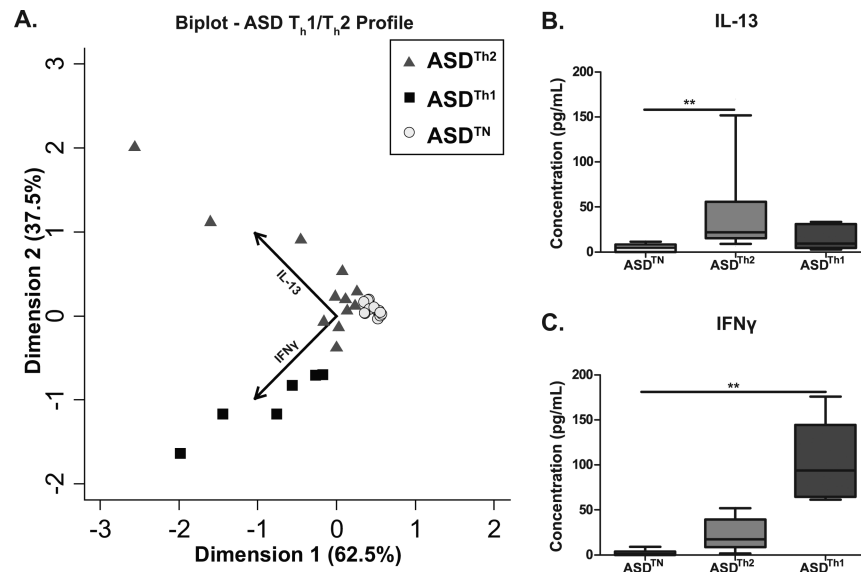 A.
Biplot - ASD Th1/Th2 Profile
ASDTh2
ASDTh1
ASDTN
Dimension 2 (37.5%)
3
2
1
0
-1
-2
IL-13
IFNγ
-3
-2
-1
0
1
2
Dimension 1 (62.5%)
B.
IL-13
Concentration (pg/mL)
200
150
100
50
0
**
ASDTN
ASDTh2
ASDTh1
C.
IFNγ
Concentration (pg/mL)
200
150
100
50
0
**
ASDTN
ASDTh2
ASDTh1